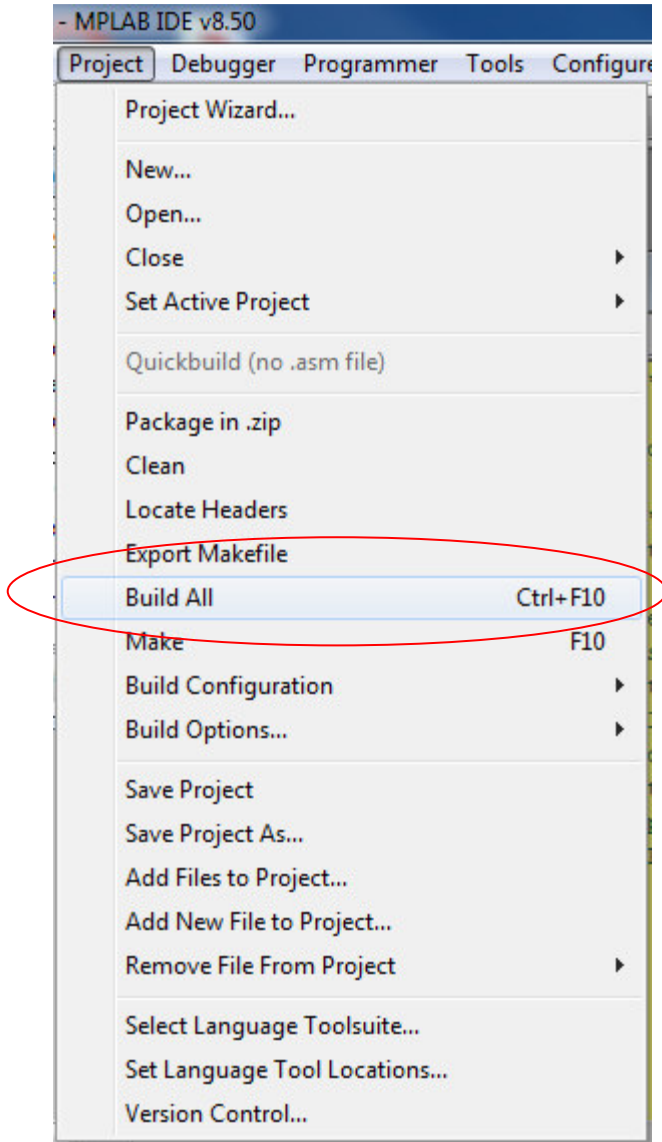 - MPLAB IDE v8.50
Project Debugger Programmer Tools Configure
Project Wizard...
New...
Open...
Close
Set Active Project
Quickbuild (no .asm file)
Package in .zip
Clean
Locate Headers
Export Makefile
Build All Ctrl+F10
Make F10
Build Configuration
Build Options...
Save Project
Save Project As...
Add Files to Project...
Add New File to Project...
Remove File From Project
Select Language Toolsuite...
Set Language Tool Locations...
Version Control...